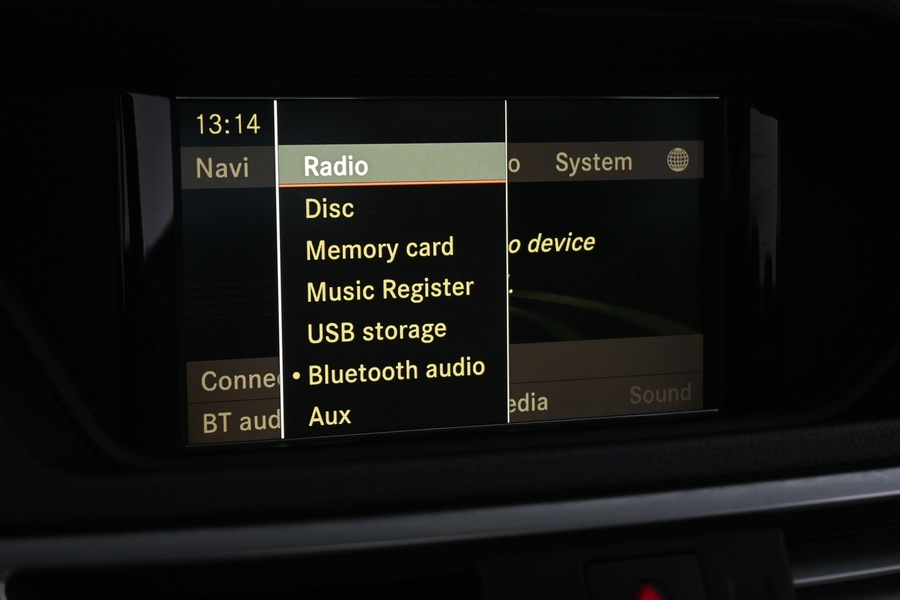 13:14
Navi Radio o System
Disc
Memory card o device
Music Register
USB storage
Conne Bluetooth audio
BT aud Aux edia Sound